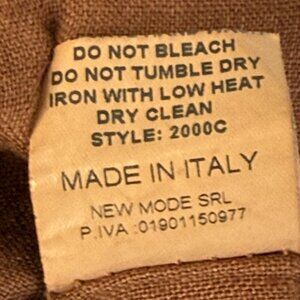 DO NOT BLEACH
DO NOT TUMBLE DRY
IRON WITH LOW HEAT
DRY CLEAN
STYLE: 2000C
MADE IN ITALY
NEW MODE SRL
P.IVA :01901150977